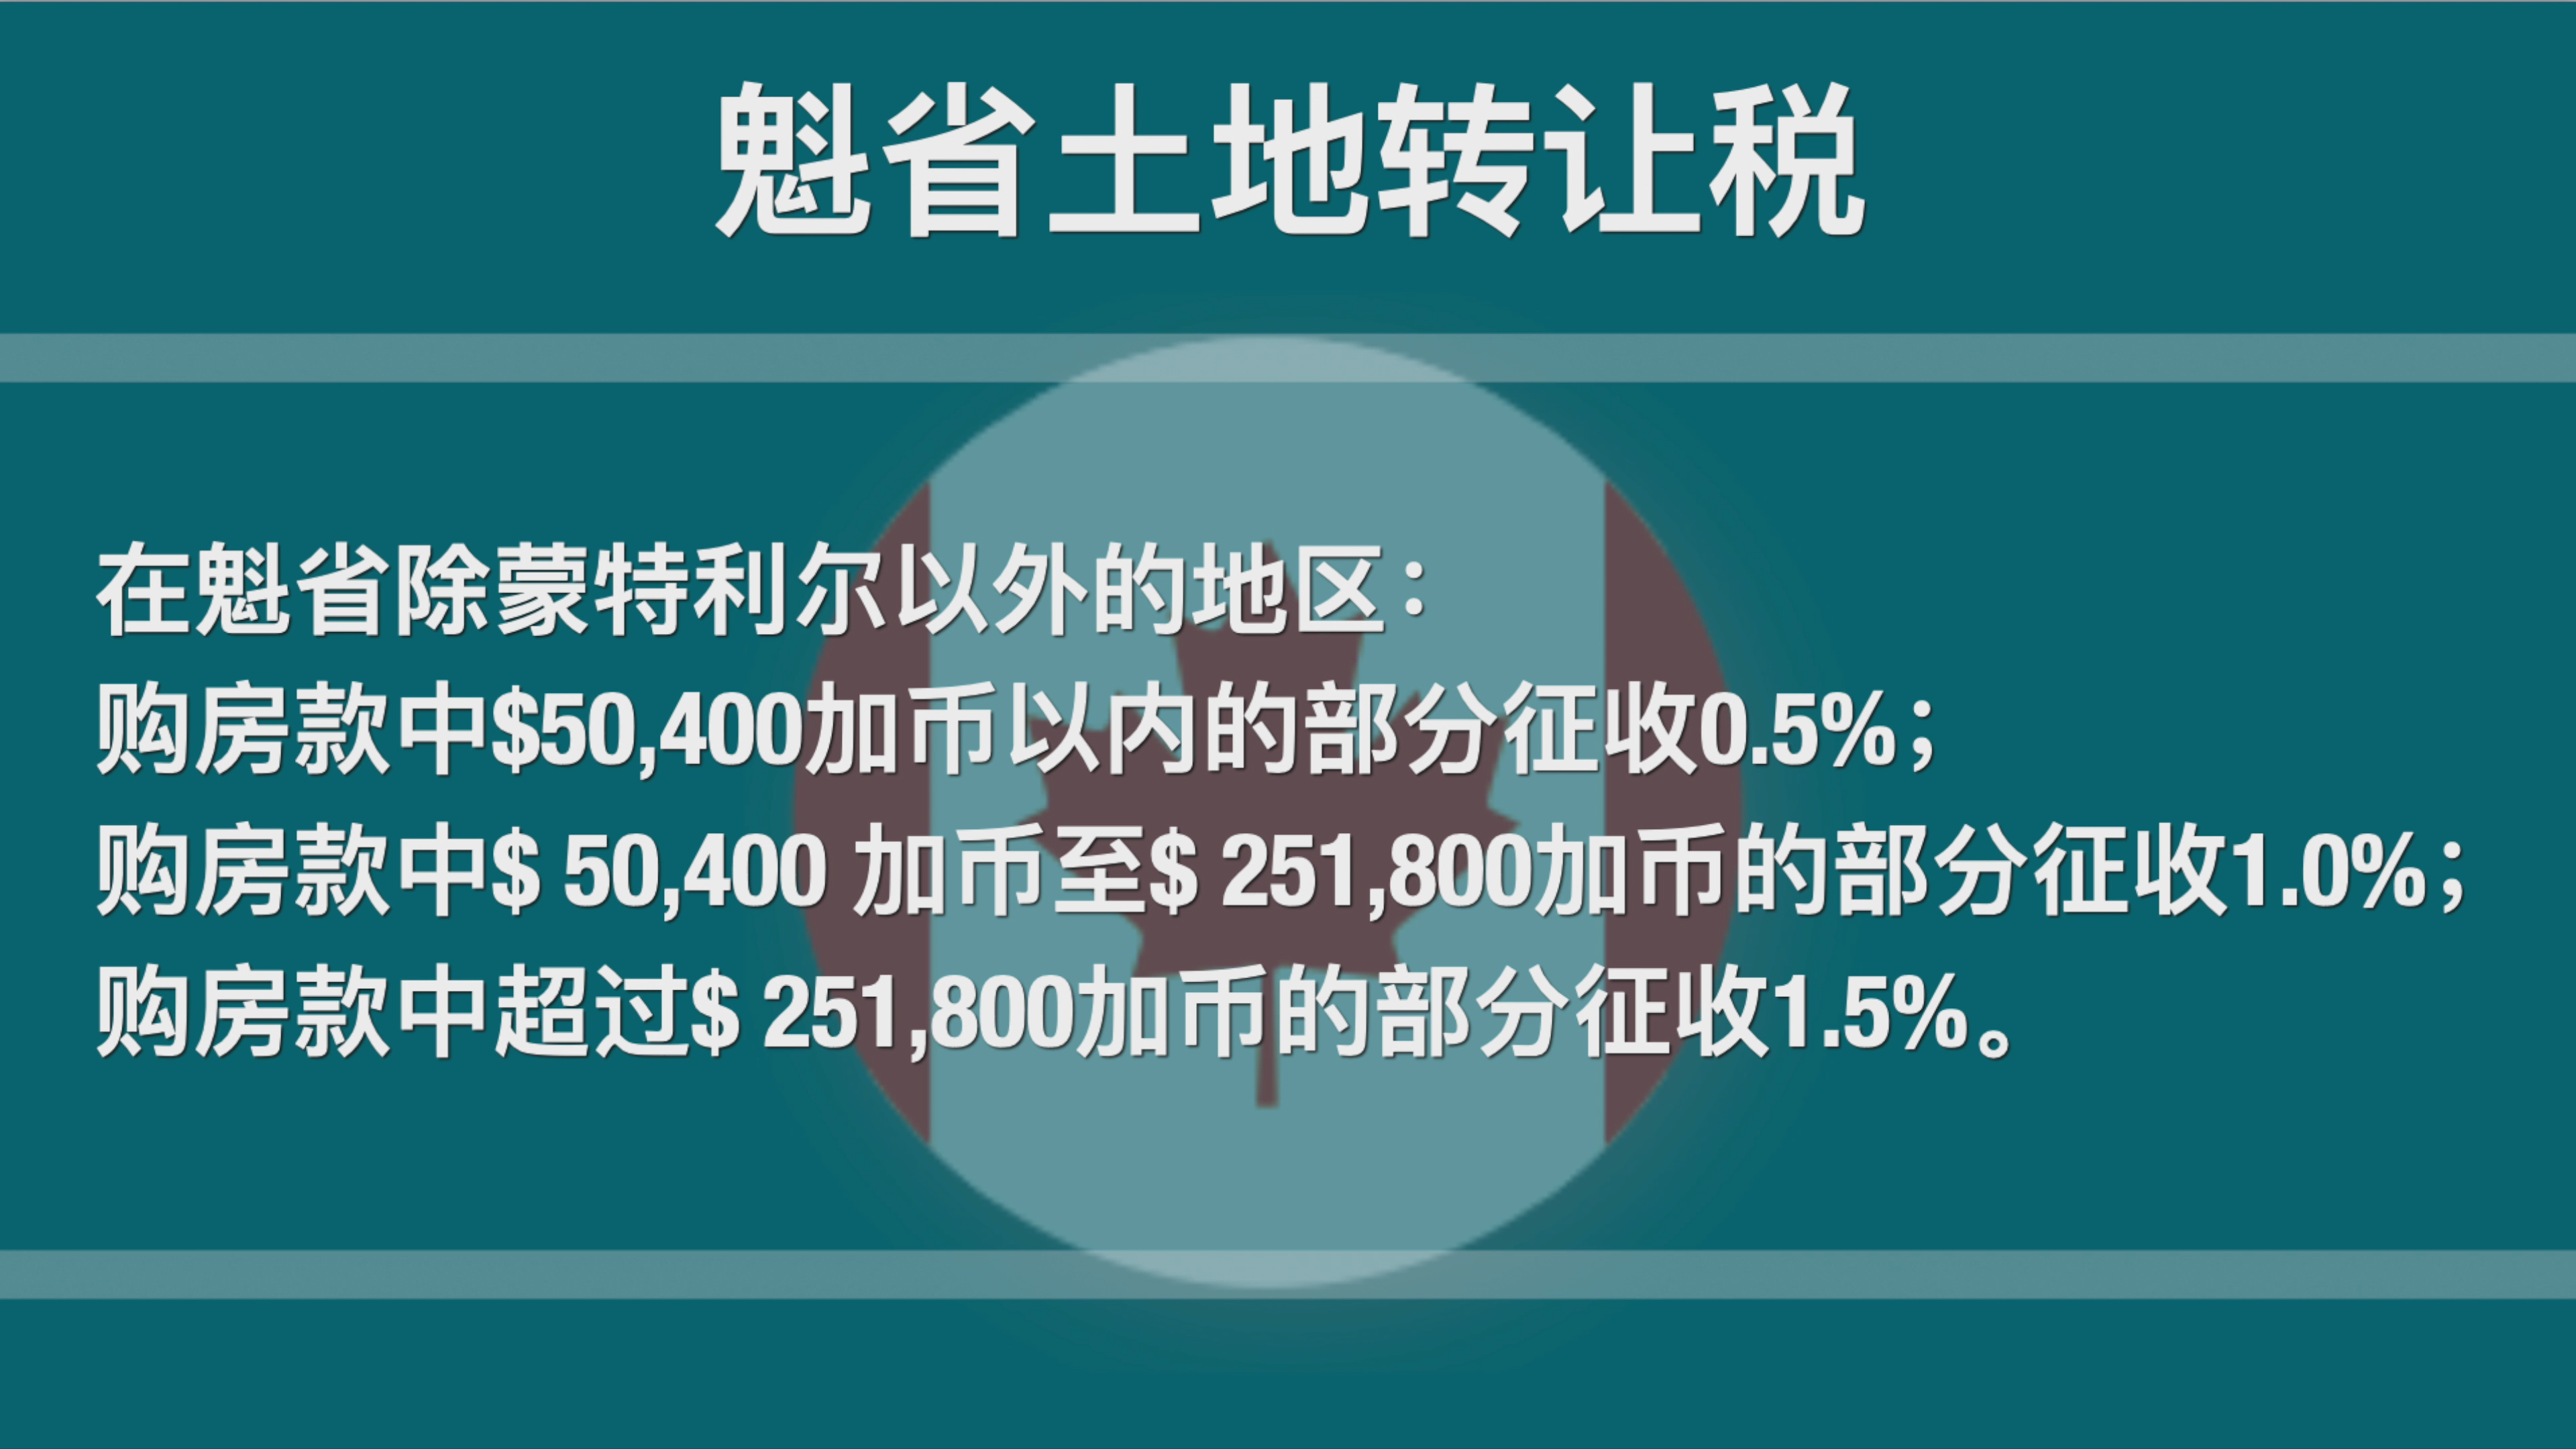 魁省土地转让税
在魁省除蒙特利尔以外的地区：
购房款中$50,400加币以内的部分征收0.5%；
购房款中$ 50,400 加币至$ 251,800加币的部分征收1.0%；
购房款中超过$ 251,800加币的部分征收1.5%。